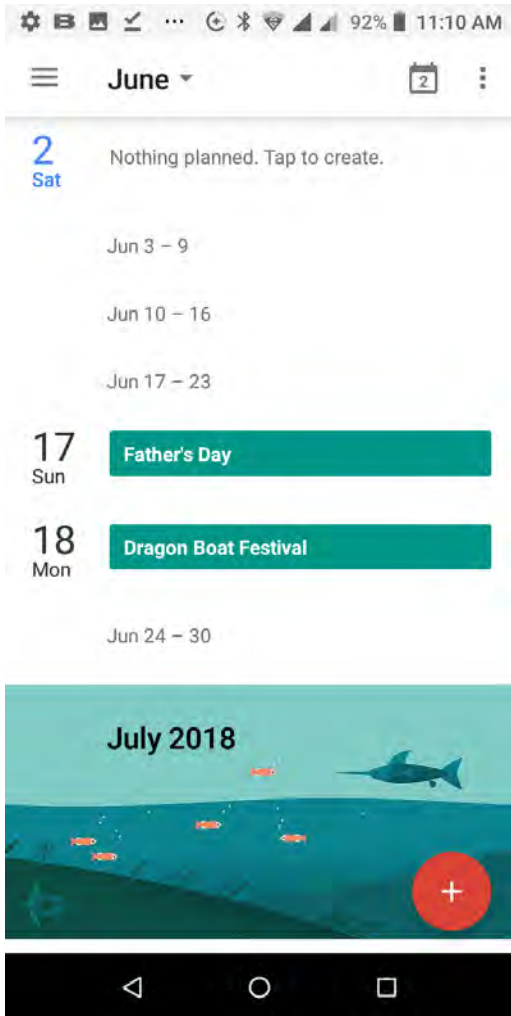 92% 11:10 AM
June
2
2
Sat
Nothing planned. Tap to create.
Jun 3 – 9
Jun 10 – 16
Jun 17 – 23
17
Sun
Father's Day
18
Mon
Dragon Boat Festival
Jun 24 – 30
July 2018